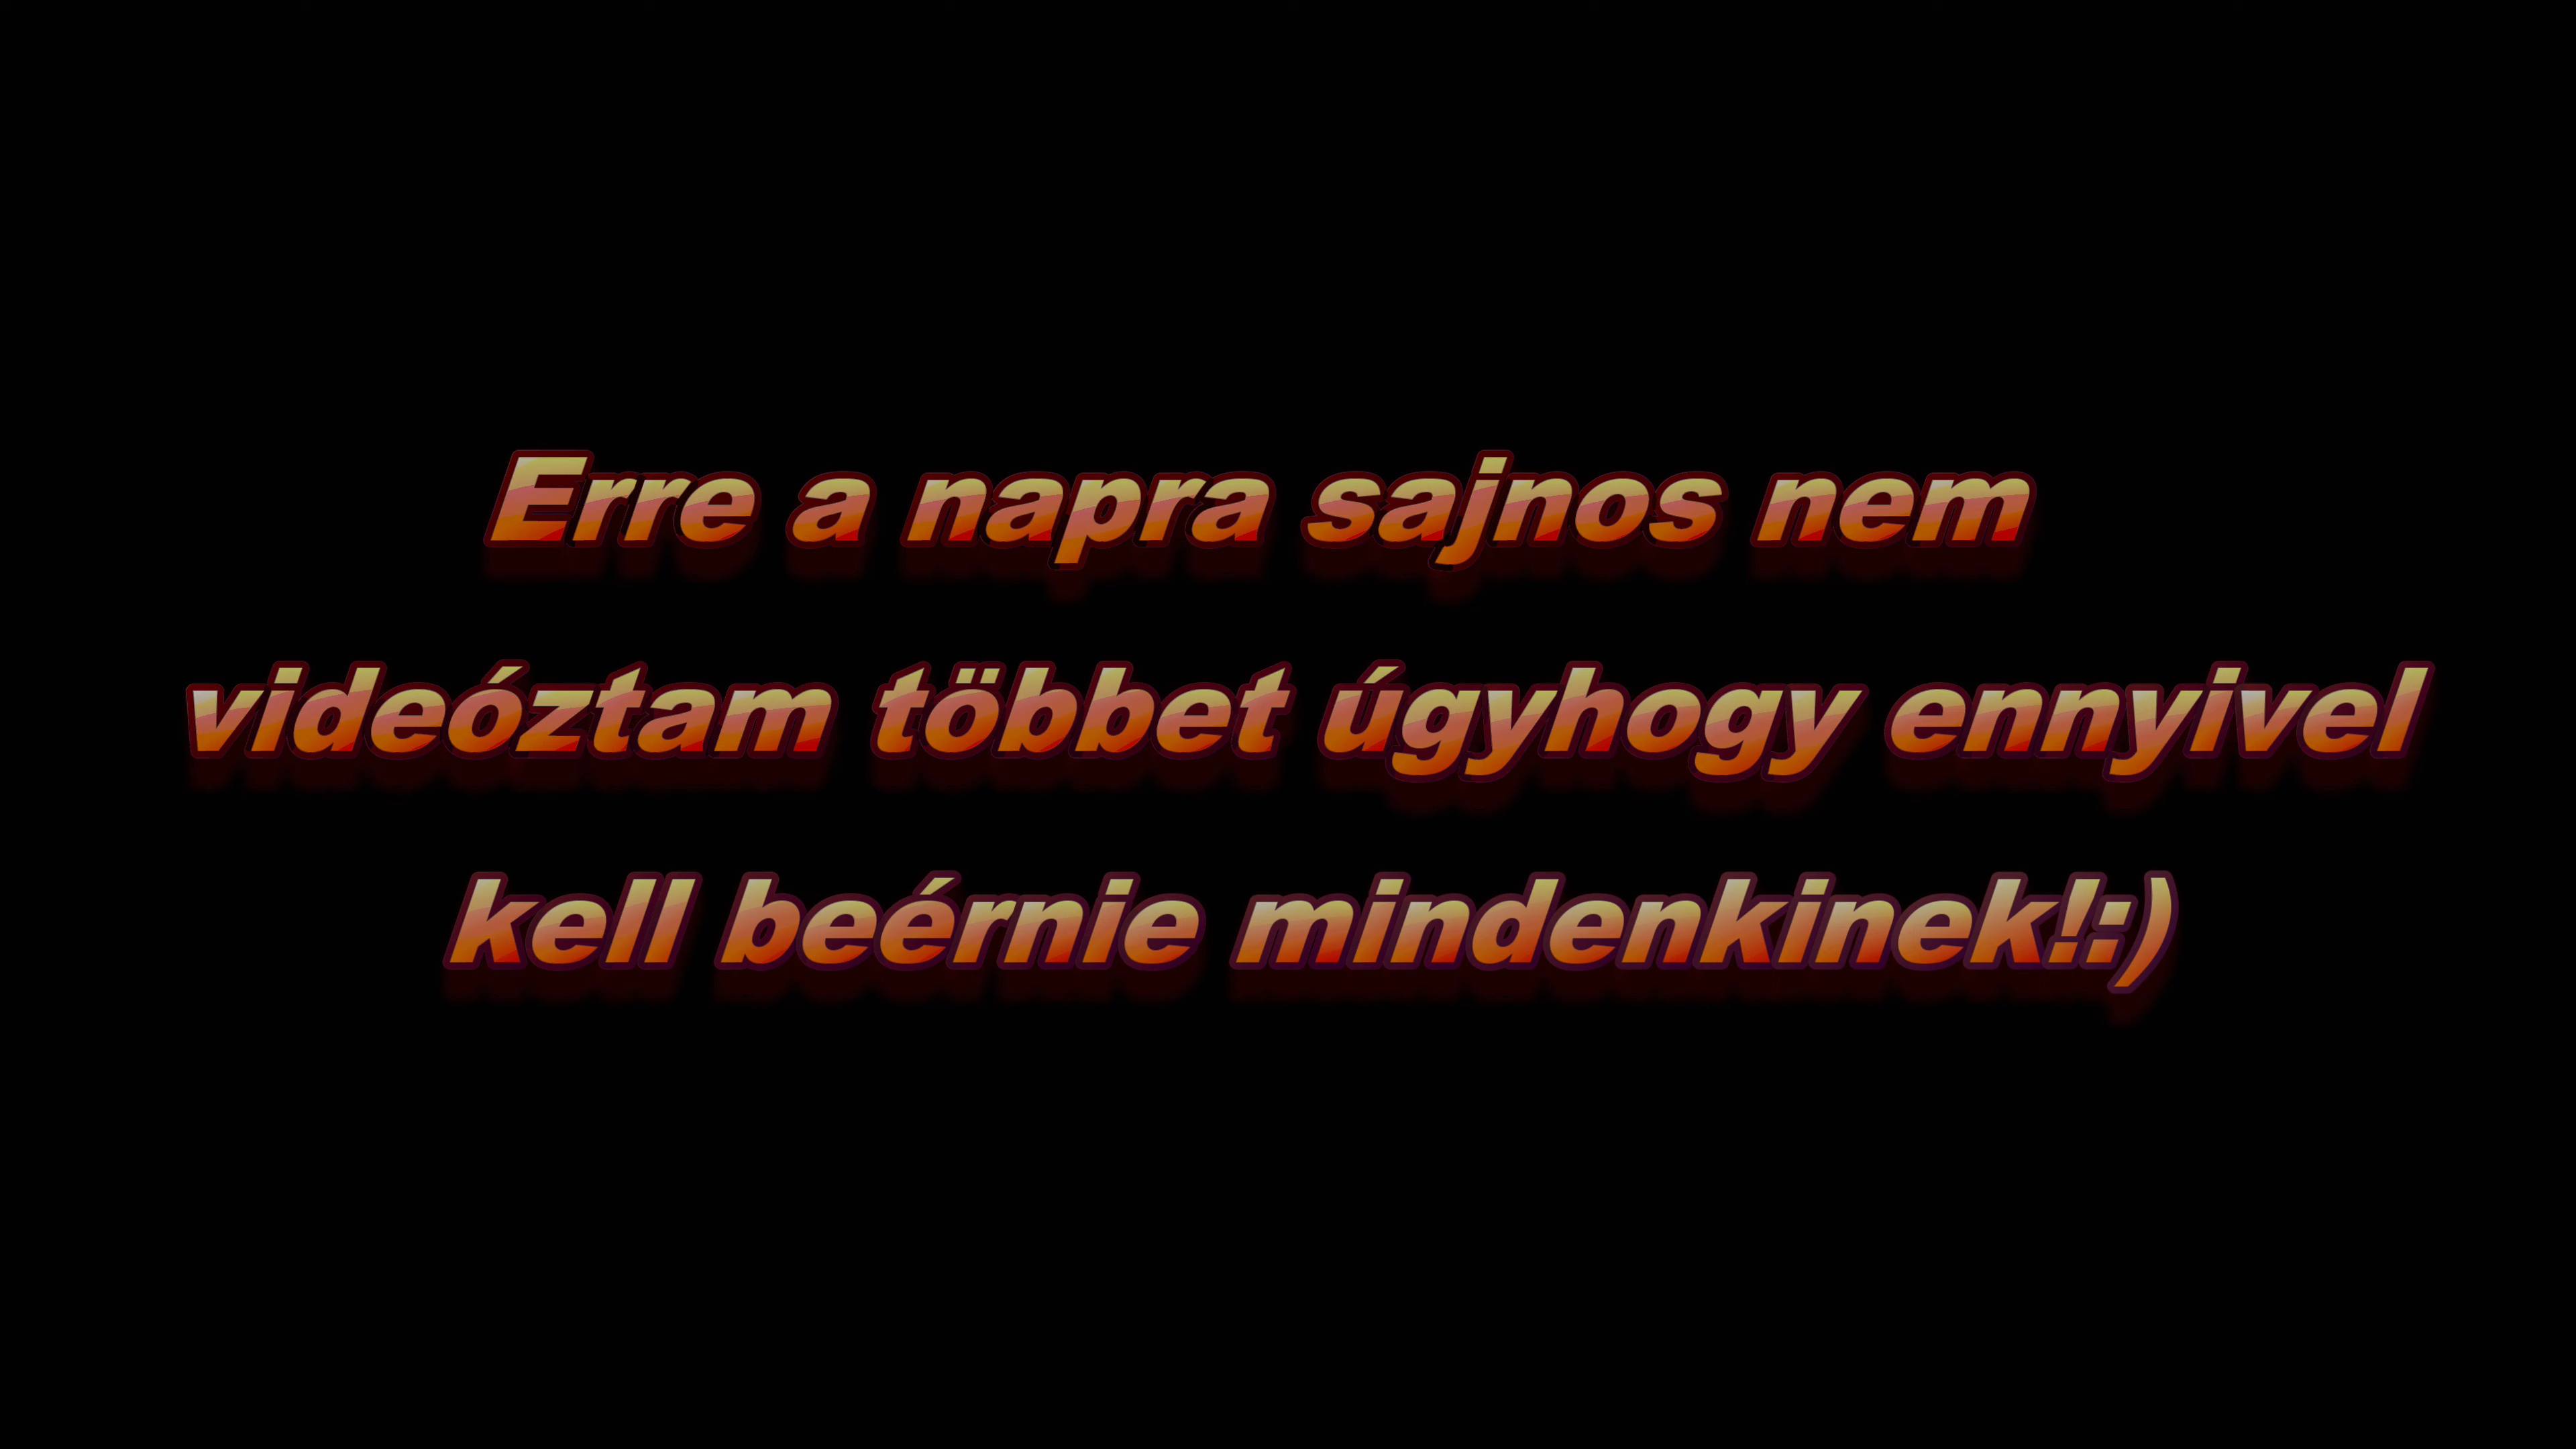 Erre a napra sajnos nem
videóztam többet úgyhogy ennyivel
kell beérnie mindenkinek!:)